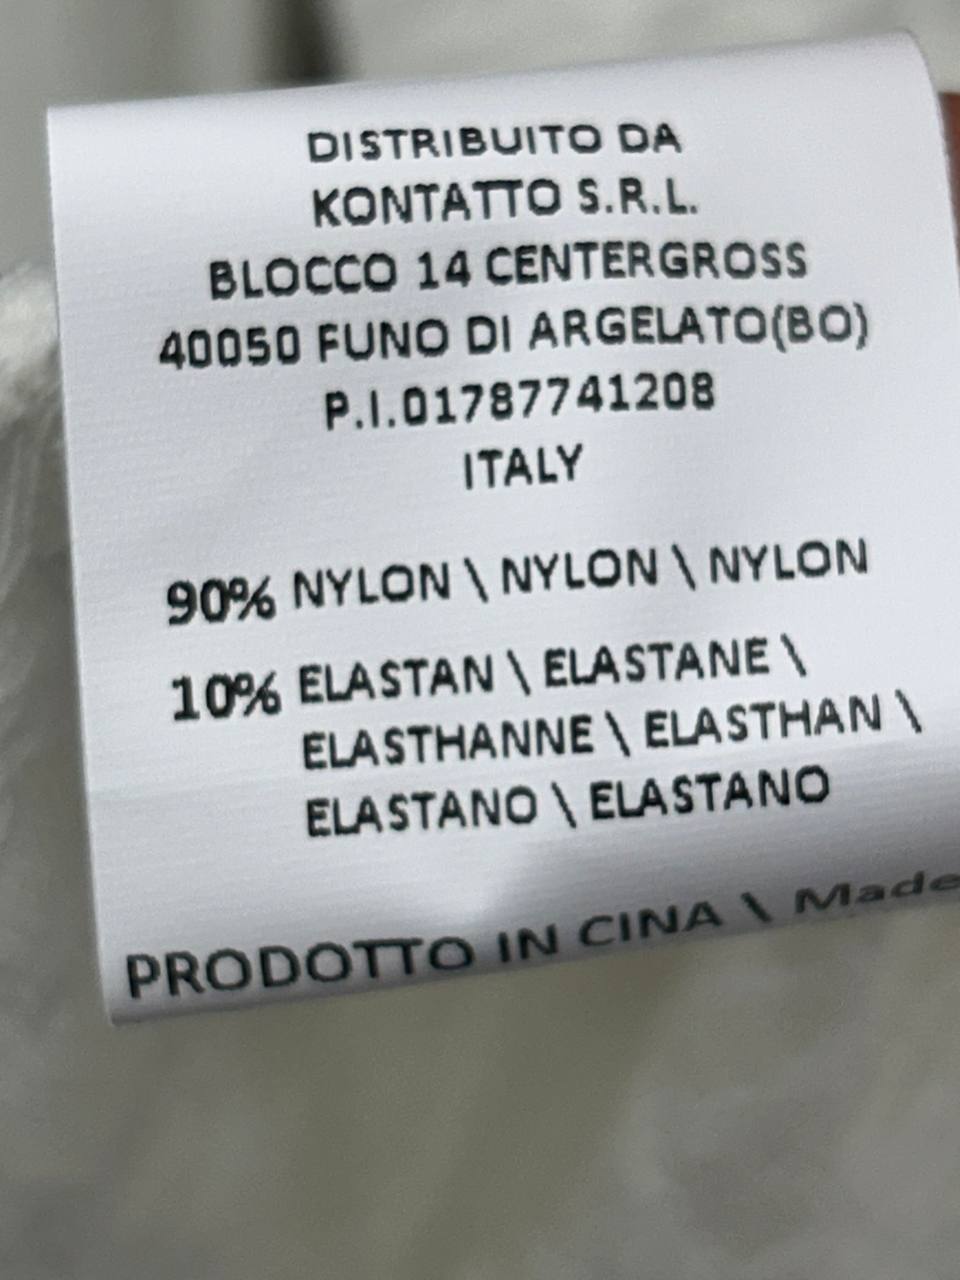 DISTRIBUITO DA
KONTATTO S.R.L.
BLOCCO 14 CENTERGROSS
40050 FUNO DI ARGELATO(BO)
P.I.01787741208
ITALY
90% NYLON \ NYLON \ NYLON
10% ELASTAN \ ELASTANE \
ELASTHANNE \ ELASTHAN \
ELASTANO \ ELASTANO
PRODOTTO IN CINA \ Made